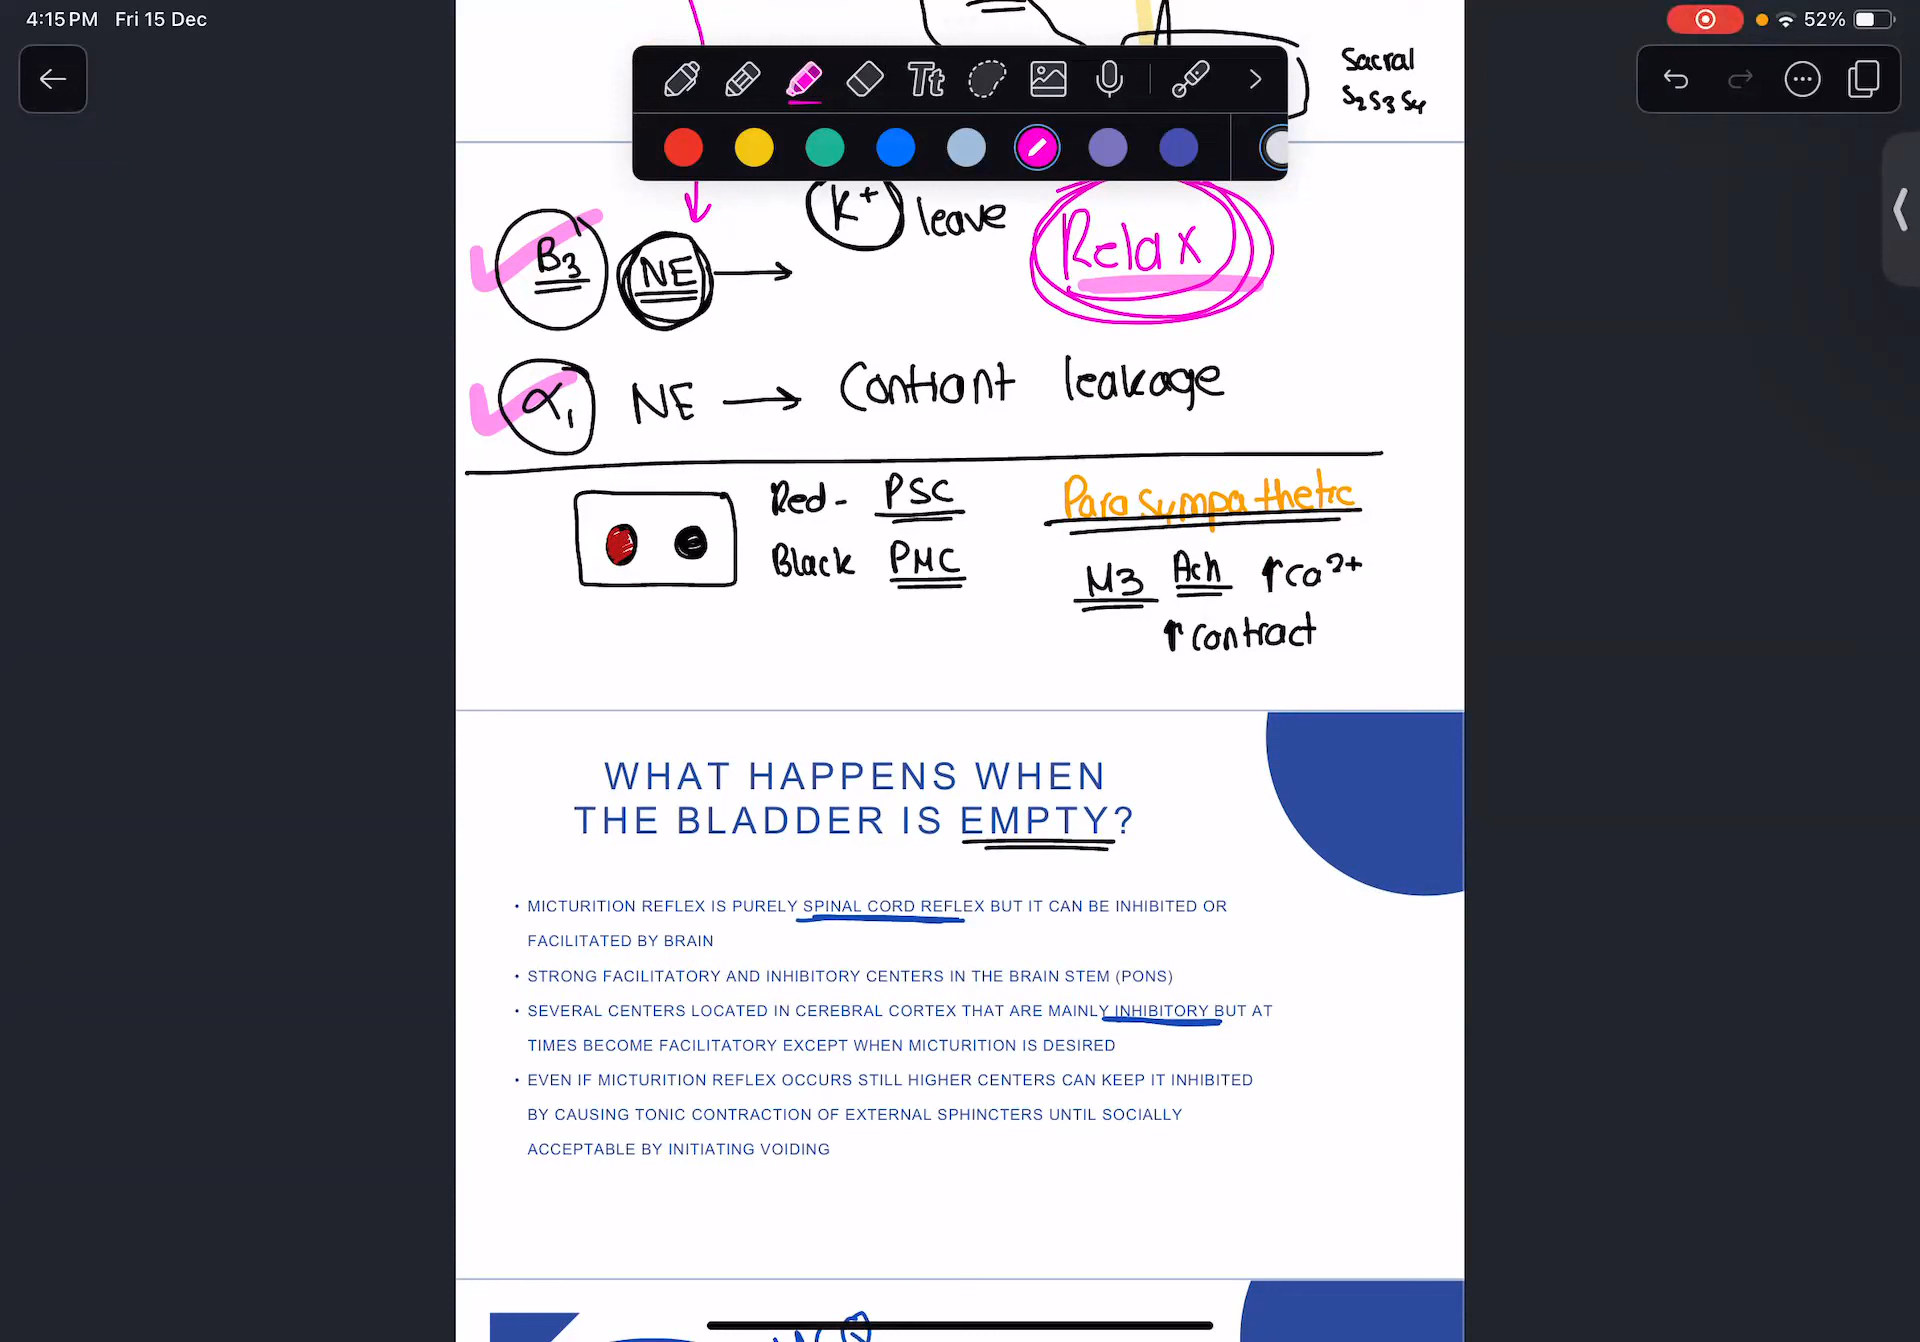 4:15 PM Fri 15 Dec
52%
Tt
Sacral
S2 S3 S4
K+ leave
Relax
B3 NE →
α1 NE → Contront leakage
Red - PSC
Black PMC
Parasympathetic
M3 Ach ↑ca2+
↑ contract
WHAT HAPPENS WHEN
THE BLADDER IS EMPTY?
• MICTURITION REFLEX IS PURELY SPINAL CORD REFLEX BUT IT CAN BE INHIBITED OR
FACILITATED BY BRAIN
• STRONG FACILITATORY AND INHIBITORY CENTERS IN THE BRAIN STEM (PONS)
• SEVERAL CENTERS LOCATED IN CEREBRAL CORTEX THAT ARE MAINLY INHIBITORY BUT AT
TIMES BECOME FACILITATORY EXCEPT WHEN MICTURITION IS DESIRED
• EVEN IF MICTURITION REFLEX OCCURS STILL HIGHER CENTERS CAN KEEP IT INHIBITED
BY CAUSING TONIC CONTRACTION OF EXTERNAL SPHINCTERS UNTIL SOCIALLY
ACCEPTABLE BY INITIATING VOIDING